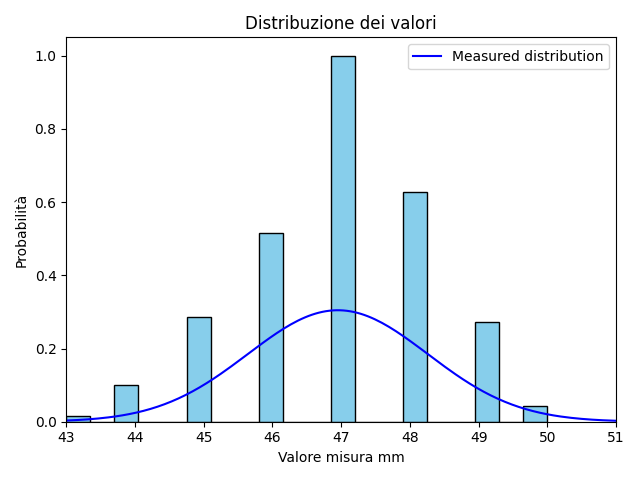 Distribuzione dei valori
Measured distribution
1.0
0.8
0.6
0.4
0.2
0.0
Probabilità
43 44 45 46 47 48 49 50 51
Valore misura mm